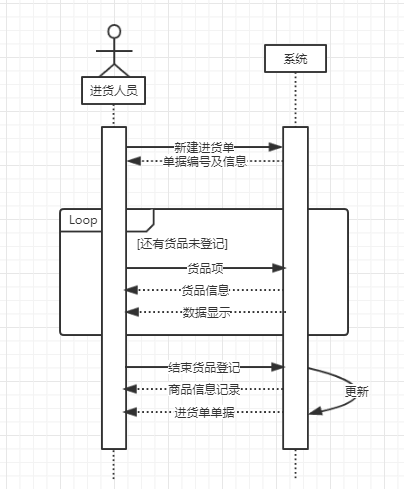 进货人员
系统
新建进货单
单据编号及信息
Loop
[还有货品未登记]
货品项
货品信息
数据显示
结束货品登记
商品信息记录
更新
进货单单据